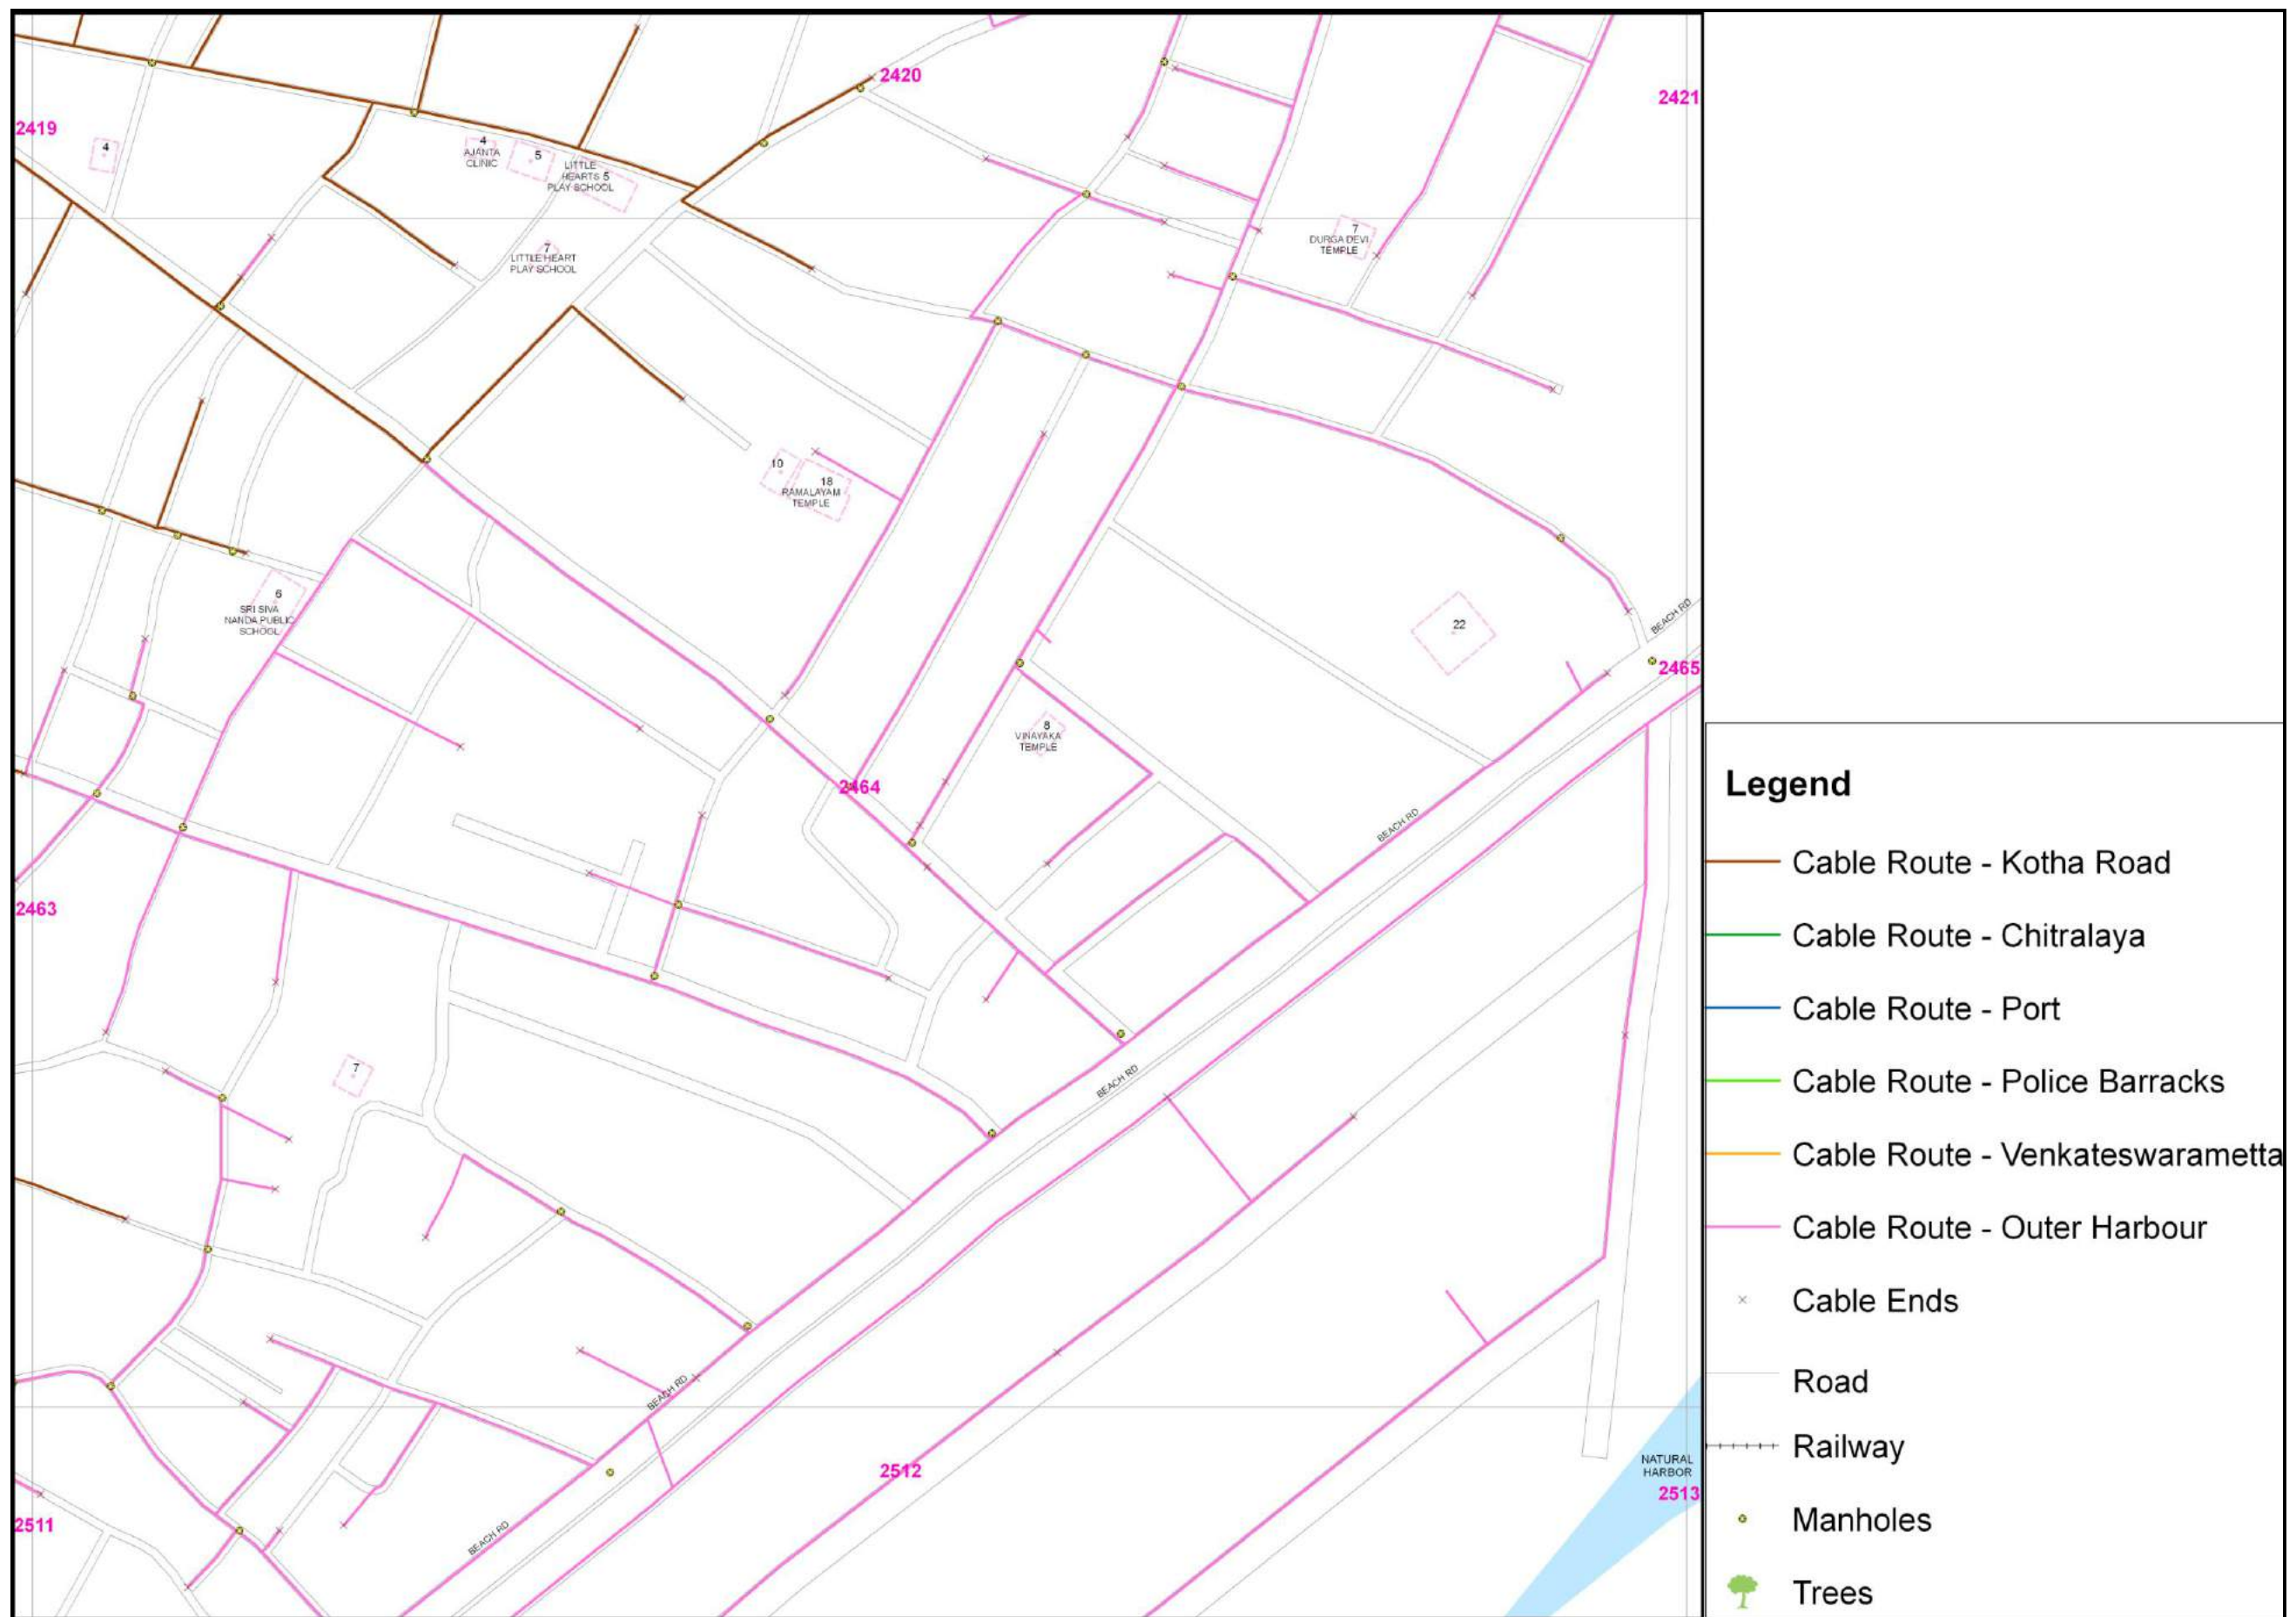 2420
2421
2419
4
4
AJANTA
CLINIC
5
LITTLE
HEARTS 5
PLAY SCHOOL
7
LITTLE HEART
PLAY SCHOOL
7
DURGA DEVI
TEMPLE
10
18
RAMALAYAM
TEMPLE
6
SRI SIVA
NANDA PUBLIC
SCHOOL
22
BEACH RD
2465
8
VINAYAKA
TEMPLE
2464
BEACH RD
2463
7
BEACH RD
BEACH RD
2512
NATURAL
HARBOR
2513
2511
BEACH RD
Legend
Cable Route - Kotha Road
Cable Route - Chitralaya
Cable Route - Port
Cable Route - Police Barracks
Cable Route - Venkateswarametta
Cable Route - Outer Harbour
Cable Ends
Road
Railway
Manholes
Trees